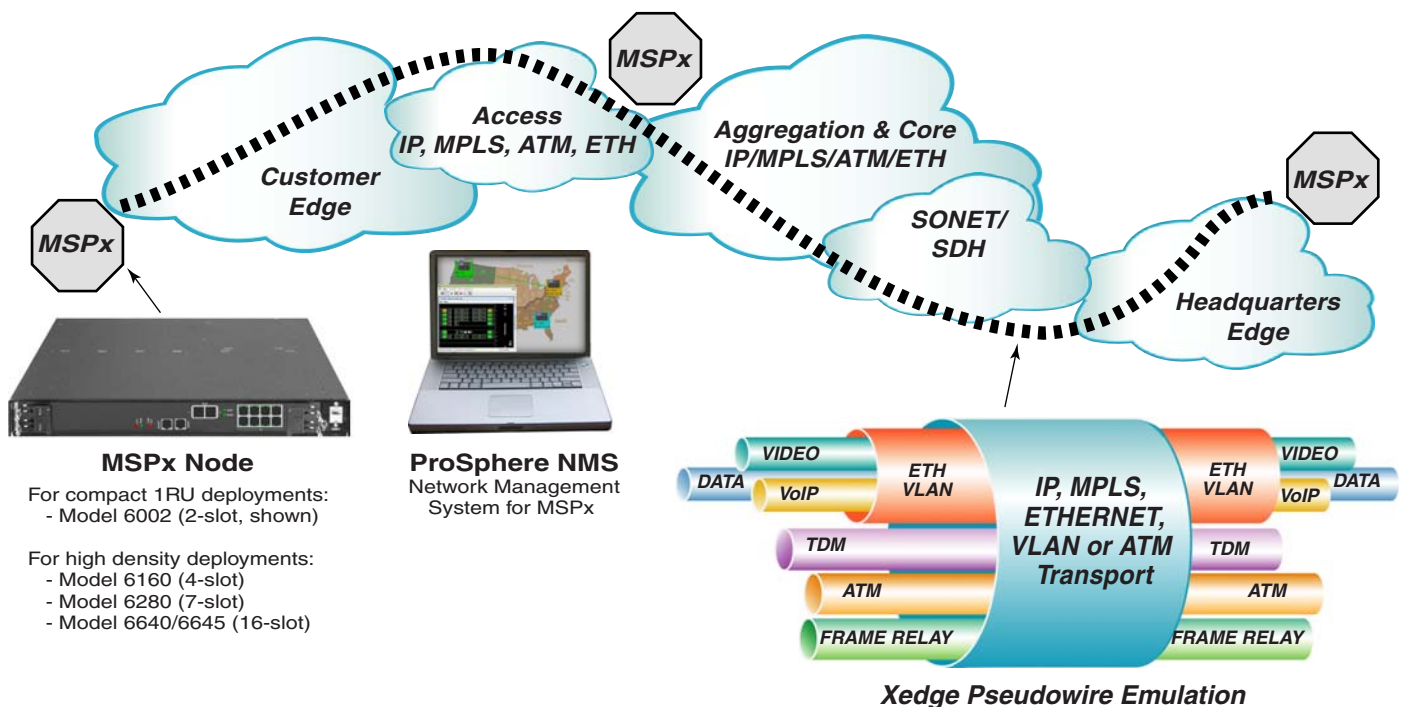 MSPx
Access
IP, MPLS, ATM, ETH
Aggregation & Core
IP/MPLS/ATM/ETH
Customer
Edge
MSPx
SONET/
SDH
MSPx
Headquarters
Edge
MSPx Node
For compact 1RU deployments:
- Model 6002 (2-slot, shown)
For high density deployments:
- Model 6160 (4-slot)
- Model 6280 (7-slot)
- Model 6640/6645 (16-slot)
ProSphere NMS
Network Management
System for MSPx
VIDEO
DATA
VoIP
ETH
VLAN
TDM
ATM
FRAME RELAY
IP, MPLS,
ETHERNET,
VLAN or ATM
Transport
ETH
VLAN
VIDEO
DATA
VoIP
TDM
ATM
FRAME RELAY
Xedge Pseudowire Emulation